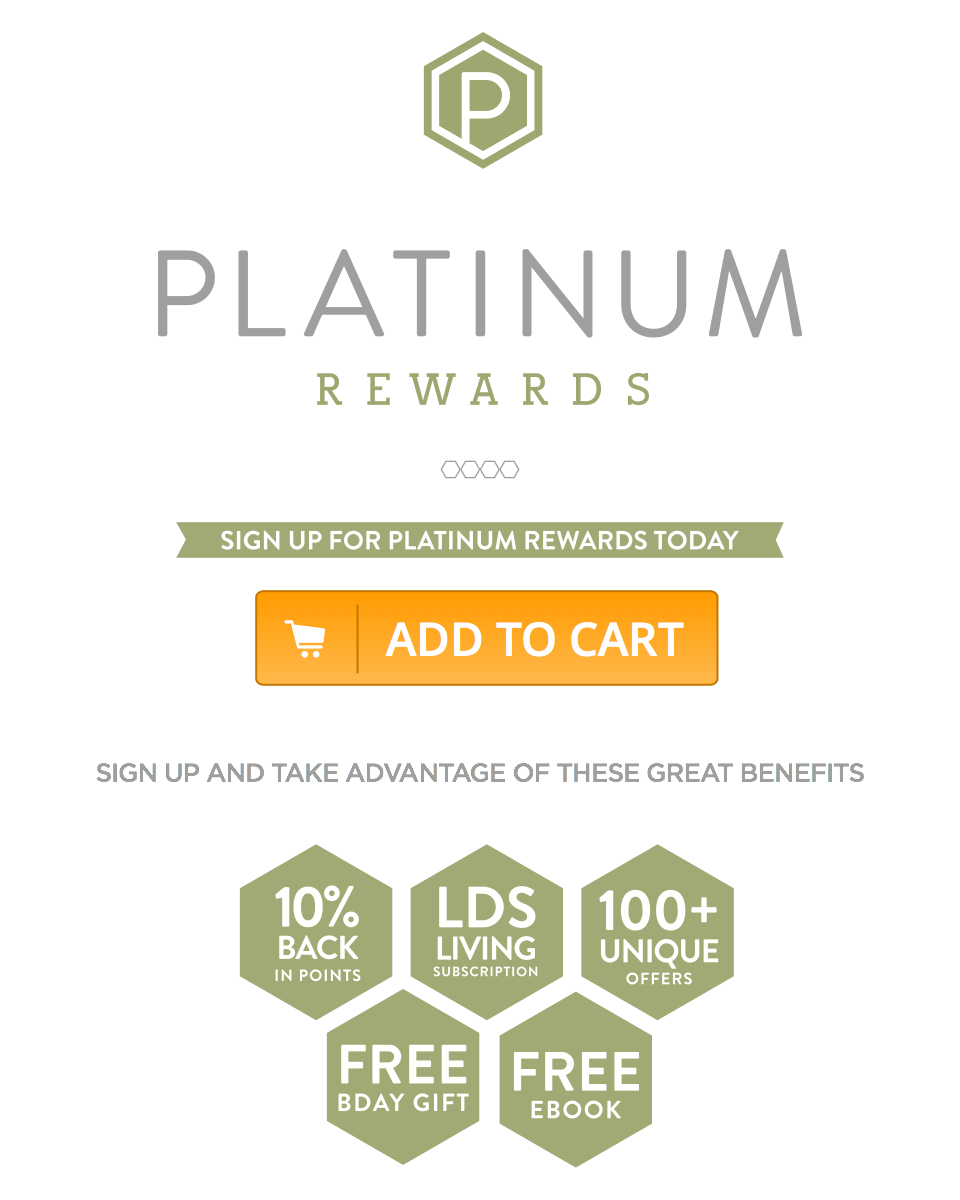 P
PLATINUM
REWARDS
SIGN UP FOR PLATINUM REWARDS TODAY
ADD TO CART
SIGN UP AND TAKE ADVANTAGE OF THESE GREAT BENEFITS
10%
BACK
IN POINTS
LDS
LIVING
SUBSCRIPTION
100+
UNIQUE
OFFERS
FREE
BDAY GIFT
FREE
EBOOK